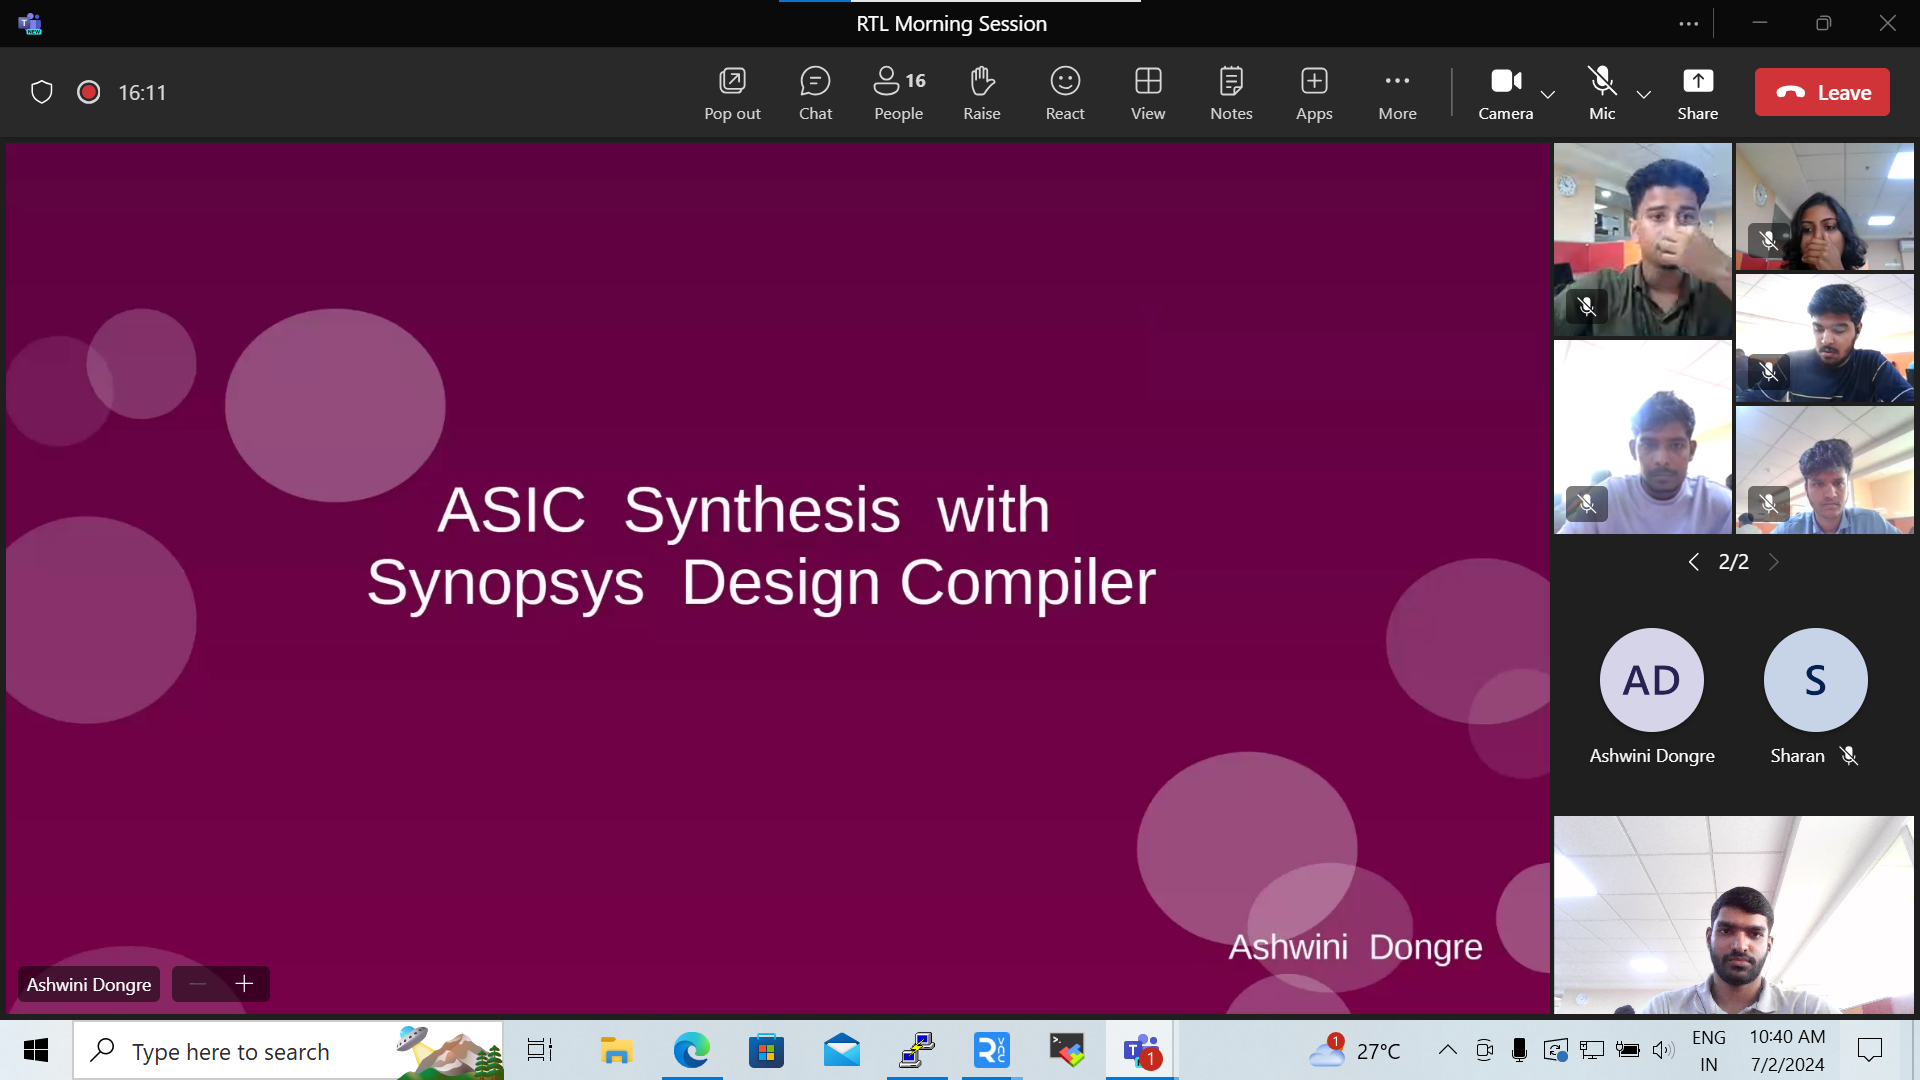 RTL Morning Session
16:11
Pop out
Chat
16
People
Raise
React
View
Notes
Apps
More
Camera
Mic
Share
Leave
ASIC Synthesis with
Synopsys Design Compiler
Ashwini Dongre
Ashwini Dongre
2/2
AD
Ashwini Dongre
S
Sharan
Type here to search
1
1
27°C
ENG
IN
10:40 AM
7/2/2024